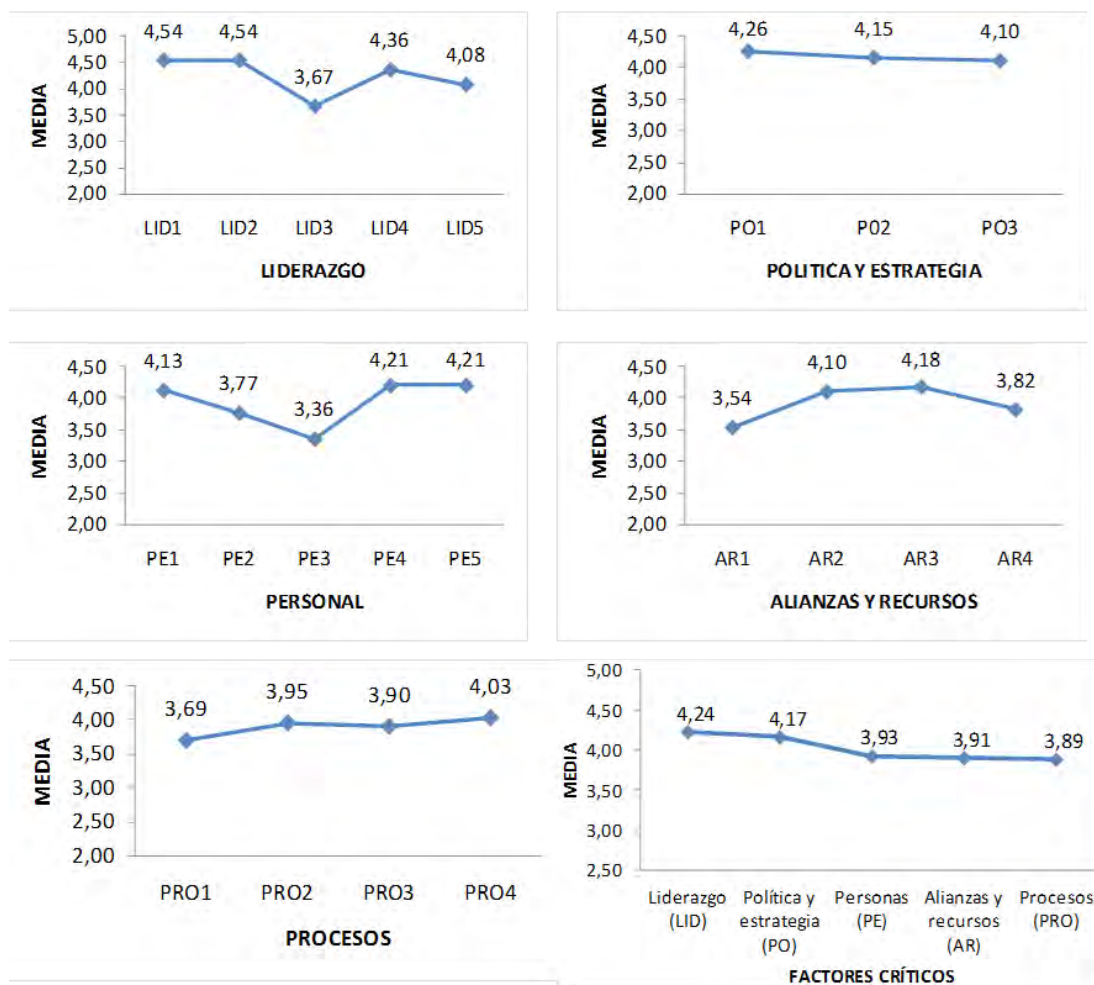 4,54 4,54 3,67 4,36 4,08
5,00
4,50
4,00
3,50
3,00
2,50
2,00
MEDIA
LID1 LID2 LID3 LID4 LID5
LIDERAZGO
4,26 4,15 4,10
4,50
4,00
3,50
3,00
2,50
2,00
MEDIA
PO1 P02 PO3
POLITICA Y ESTRATEGIA
4,13 3,77 3,36 4,21 4,21
4,50
4,00
3,50
3,00
2,50
2,00
MEDIA
PE1 PE2 PE3 PE4 PE5
PERSONAL
3,54 4,10 4,18 3,82
4,50
4,00
3,50
3,00
2,50
2,00
MEDIA
AR1 AR2 AR3 AR4
ALIANZAS Y RECURSOS
3,69 3,95 3,90 4,03
4,50
4,00
3,50
3,00
2,50
2,00
MEDIA
PRO1 PRO2 PRO3 PRO4
PROCESOS
4,24 4,17 3,93 3,91 3,89
5,00
4,50
4,00
3,50
3,00
2,50
MEDIA
Liderazgo Política y Personas Alianzas y Procesos
(LID) estrategia (PE) recursos (PRO)
(PO) (AR)
FACTORES CRÍTICOS